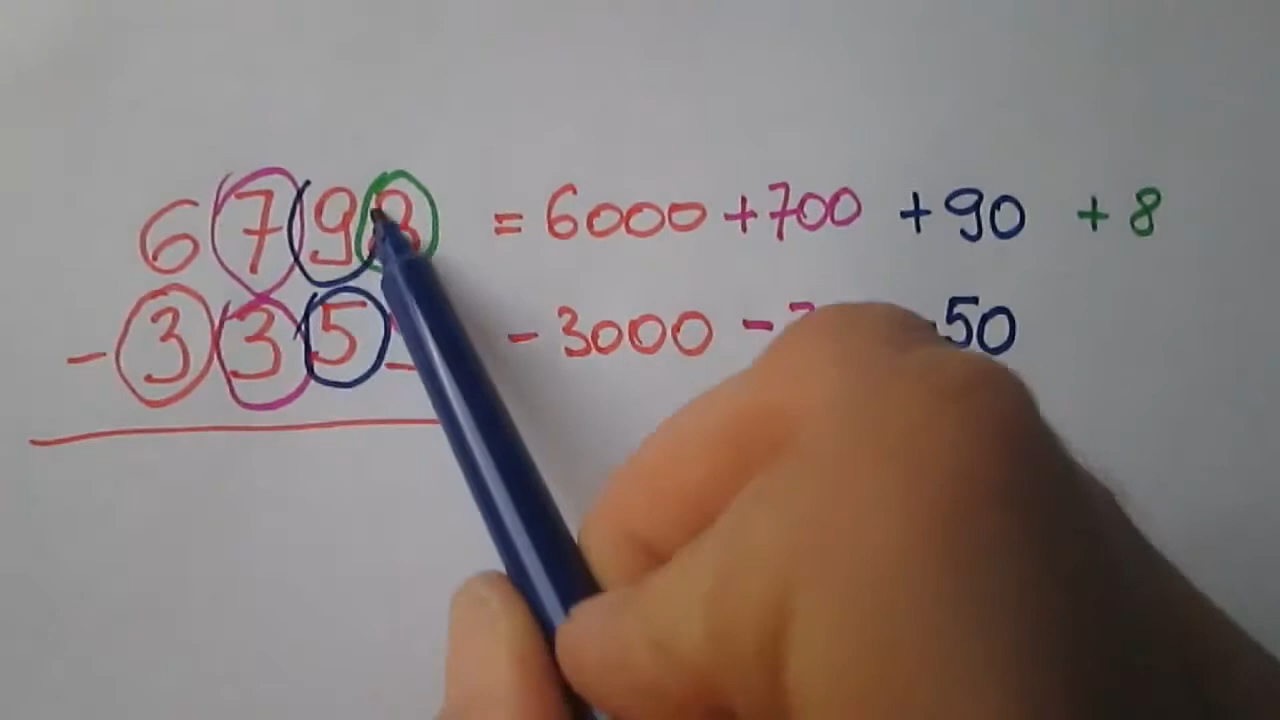 6798 = 6000 + 700 + 90 + 8
- 335 - 3000 - - 50